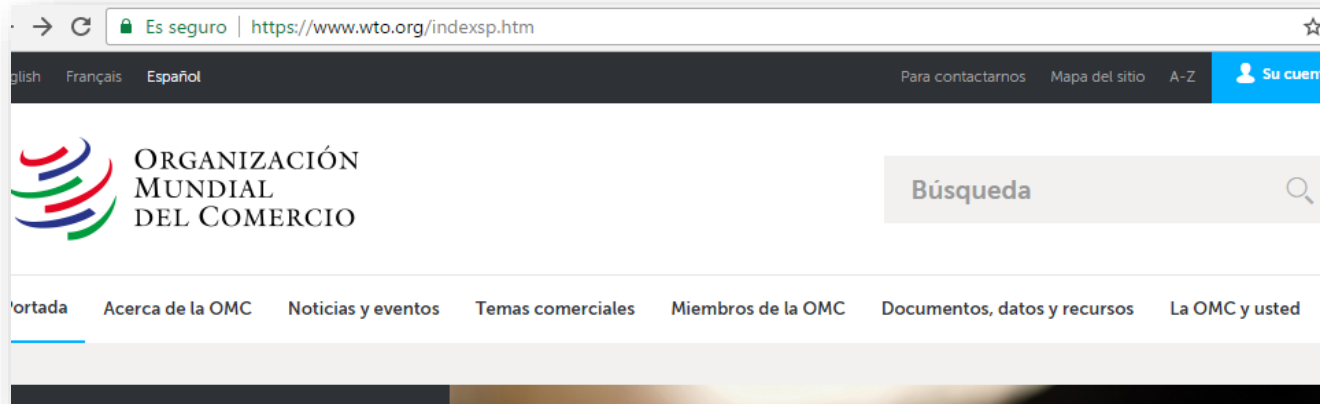 Es seguro | https://www.wto.org/indexsp.htm
glish Français Español Para contactarnos Mapa del sitio A-Z Su cuen
ORGANIZACIÓN
MUNDIAL
DEL COMERCIO
Búsqueda
ortada Acerca de la OMC Noticias y eventos Temas comerciales Miembros de la OMC Documentos, datos y recursos La OMC y usted